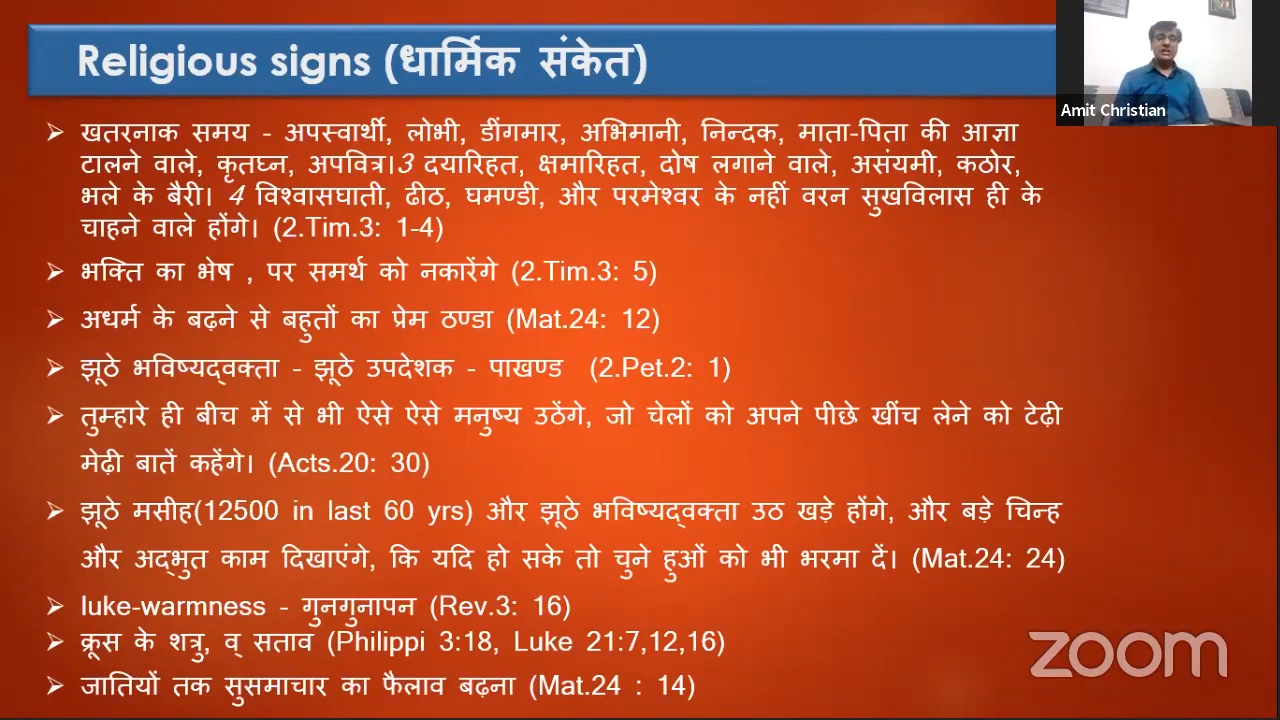 Religious signs (धार्मिक संकेत)
Amit Christian
➢ खतरनाक समय - अपस्वार्थी, लोभी, डींगमार, अभिमानी, निन्दक, माता-पिता की आज्ञा
टालने वाले, कृतघ्न, अपवित्र।3 दयारिहत, क्षमारिहत, दोष लगाने वाले, असंयमी, कठोर,
भले के बैरी। 4 विश्वासघाती, ढीठ, घमण्डी, और परमेश्वर के नहीं वरन सुखविलास ही के
चाहने वाले होंगे। (2.Tim.3: 1-4)
➢ भक्ति का भेष , पर समर्थ को नकारेंगे (2.Tim.3: 5)
➢ अधर्म के बढ़ने से बहुतों का प्रेम ठण्डा (Mat.24: 12)
➢ झूठे भविष्यद्वक्ता - झूठे उपदेशक - पाखण्ड (2.Pet.2: 1)
➢ तुम्हारे ही बीच में से भी ऐसे ऐसे मनुष्य उठेंगे, जो चेलों को अपने पीछे खींच लेने को टेढ़ी
मेढ़ी बातें कहेंगे। (Acts.20: 30)
➢ झूठे मसीह(12500 in last 60 yrs) और झूठे भविष्यद्वक्ता उठ खड़े होंगे, और बड़े चिन्ह
और अद्भुत काम दिखाएंगे, कि यदि हो सके तो चुने हुओं को भी भरमा दें। (Mat.24: 24)
➢ luke-warmness - गुनगुनापन (Rev.3: 16)
➢ क्रूस के शत्रु, व् सताव (Philippi 3:18, Luke 21:7,12,16)
➢ जातियों तक सुसमाचार का फैलाव बढ़ना (Mat.24 : 14)
zoom